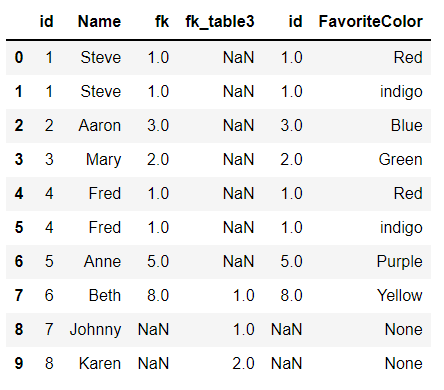 id Name fk fk_table3 id FavoriteColor
0 1 Steve 1.0 NaN 1.0 Red
1 1 Steve 1.0 NaN 1.0 indigo
2 2 Aaron 3.0 NaN 3.0 Blue
3 3 Mary 2.0 NaN 2.0 Green
4 4 Fred 1.0 NaN 1.0 Red
5 4 Fred 1.0 NaN 1.0 indigo
6 5 Anne 5.0 NaN 5.0 Purple
7 6 Beth 8.0 1.0 8.0 Yellow
8 7 Johnny NaN 1.0 NaN None
9 8 Karen NaN 2.0 NaN None